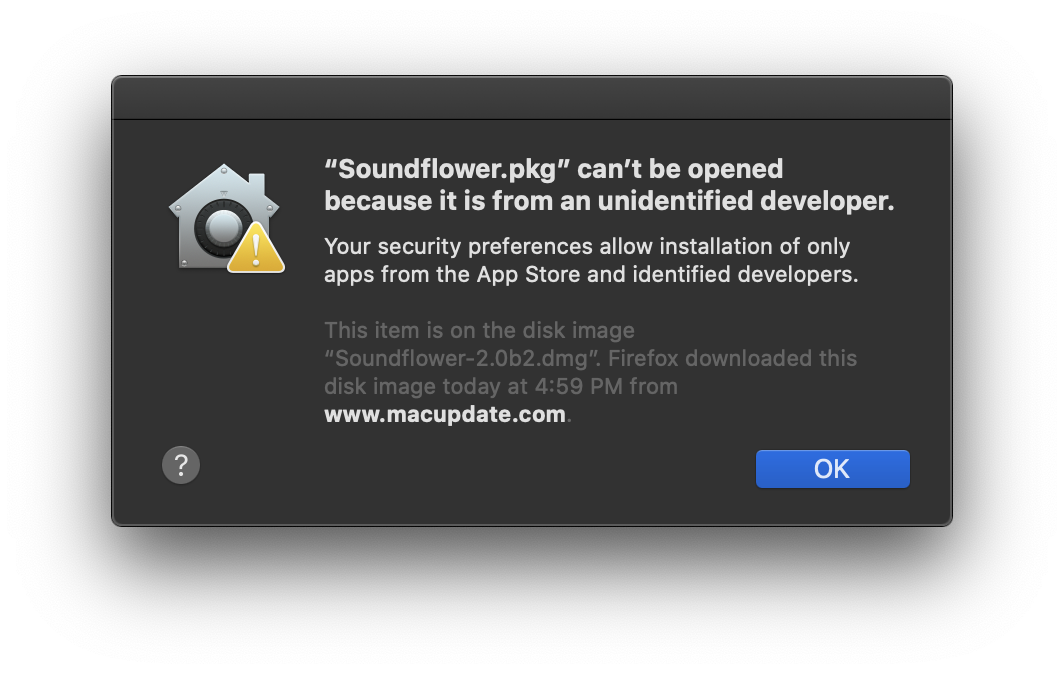 “Soundflower.pkg” can’t be opened
because it is from an unidentified developer.
Your security preferences allow installation of only
apps from the App Store and identified developers.
This item is on the disk image
“Soundflower-2.0b2.dmg”. Firefox downloaded this
disk image today at 4:59 PM from
www.macupdate.com.
?
OK